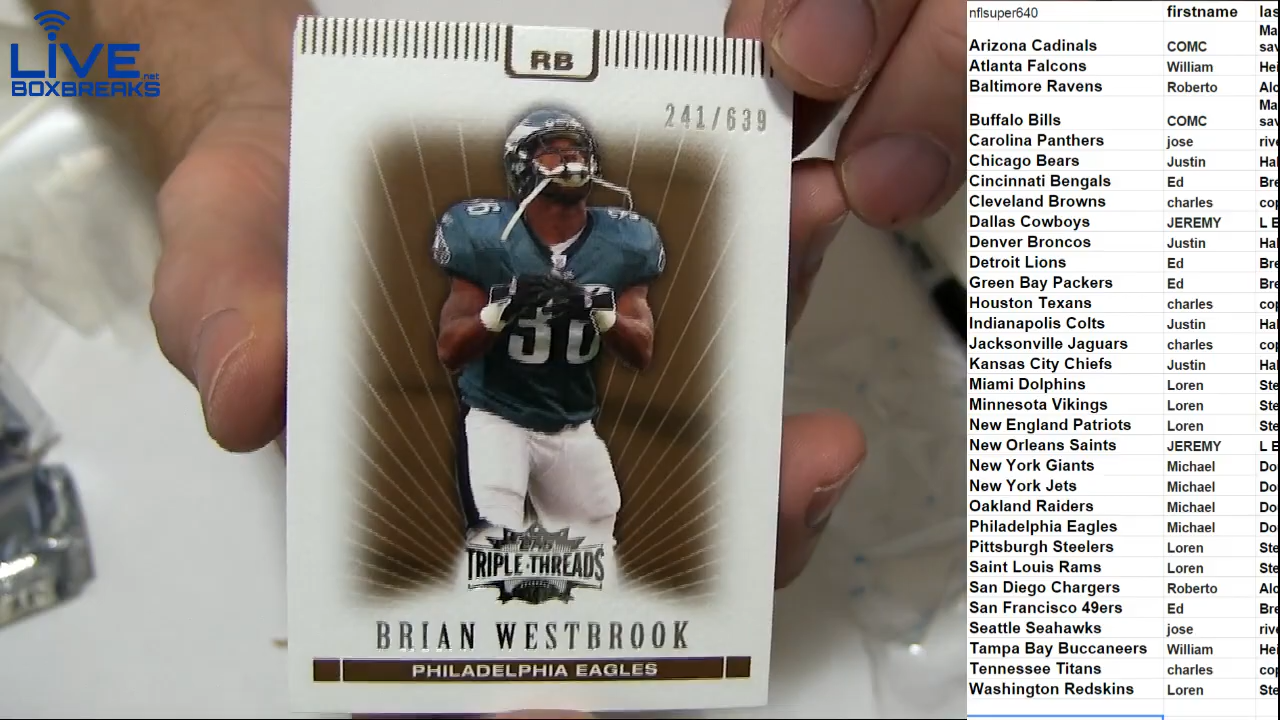 LIVE
BOXBREAKS.net
RB
241/639
36
TRIPLE THREADS
BRIAN WESTBROOK
PHILADELPHIA EAGLES
nflsuper640 firstname
Arizona Cadinals COMC
Atlanta Falcons William
Baltimore Ravens Roberto
Buffalo Bills COMC
Carolina Panthers jose
Chicago Bears Justin
Cincinnati Bengals Ed
Cleveland Browns charles
Dallas Cowboys JEREMY
Denver Broncos Justin
Detroit Lions Ed
Green Bay Packers Ed
Houston Texans charles
Indianapolis Colts Justin
Jacksonville Jaguars charles
Kansas City Chiefs Justin
Miami Dolphins Loren
Minnesota Vikings Loren
New England Patriots Loren
New Orleans Saints JEREMY
New York Giants Michael
New York Jets Michael
Oakland Raiders Michael
Philadelphia Eagles Michael
Pittsburgh Steelers Loren
Saint Louis Rams Loren
San Diego Chargers Roberto
San Francisco 49ers Ed
Seattle Seahawks jose
Tampa Bay Buccaneers William
Tennessee Titans charles
Washington Redskins Loren